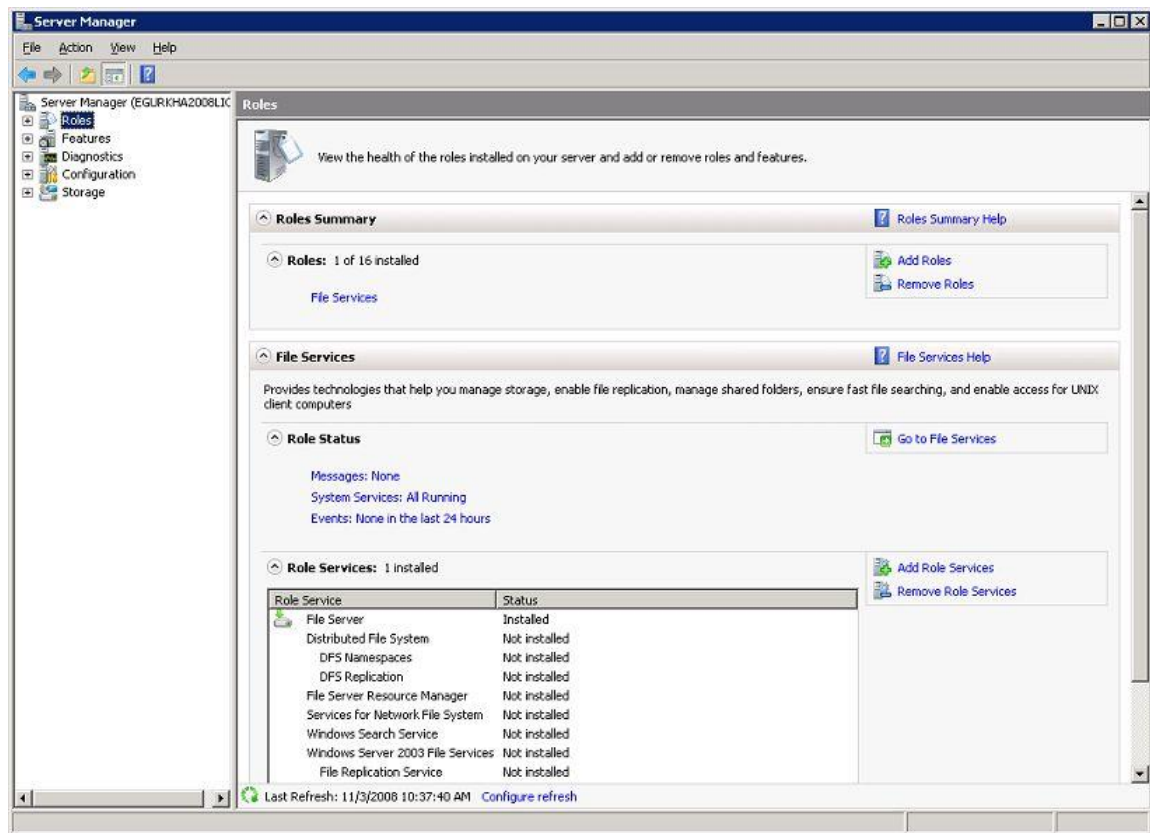 Server Manager
File Action View Help
Server Manager (EGURKHA2008LIC
Roles
Features
Diagnostics
Configuration
Storage
Roles
View the health of the roles installed on your server and add or remove roles and features.
Roles Summary
Roles Summary Help
Roles: 1 of 16 installed
Add Roles
Remove Roles
File Services
File Services
File Services Help
Provides technologies that help you manage storage, enable file replication, manage shared folders, ensure fast file searching, and enable access for UNIX
client computers
Role Status
Go to File Services
Messages: None
System Services: All Running
Events: None in the last 24 hours
Role Services: 1 installed
Add Role Services
Remove Role Services
Role Service Status
File Server Installed
Distributed File System Not installed
DFS Namespaces Not installed
DFS Replication Not installed
File Server Resource Manager Not installed
Services for Network File System Not installed
Windows Search Service Not installed
Windows Server 2003 File Services Not installed
File Replication Service Not installed
Last Refresh: 11/3/2008 10:37:40 AM Configure refresh